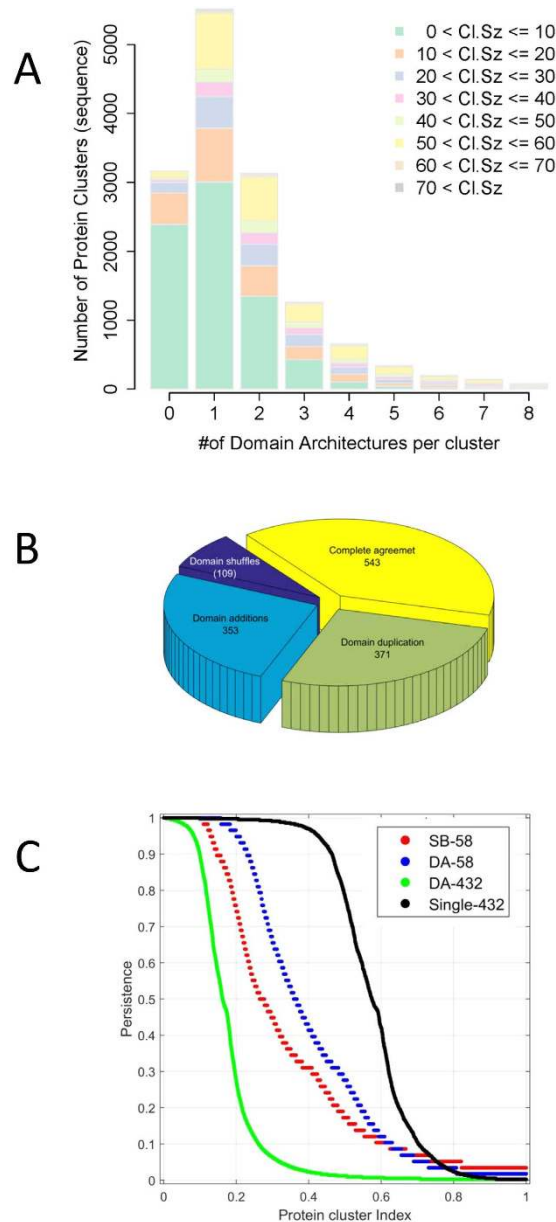 A
Number of Protein Clusters (sequence)
5000
4000
3000
2000
1000
0
0 < Cl.Sz <= 10
10 < Cl.Sz <= 20
20 < Cl.Sz <= 30
30 < Cl.Sz <= 40
40 < Cl.Sz <= 50
50 < Cl.Sz <= 60
60 < Cl.Sz <= 70
70 < Cl.Sz
0 1 2 3 4 5 6 7 8
#of Domain Architectures per cluster
B
Domain shuffles
(109)
Complete agreemet
543
Domain additions
353
Domain duplication
371
C
Persistence
1
0.9
0.8
0.7
0.6
0.5
0.4
0.3
0.2
0.1
0
SB-58
DA-58
DA-432
Single-432
0 0.2 0.4 0.6 0.8 1
Protein cluster Index